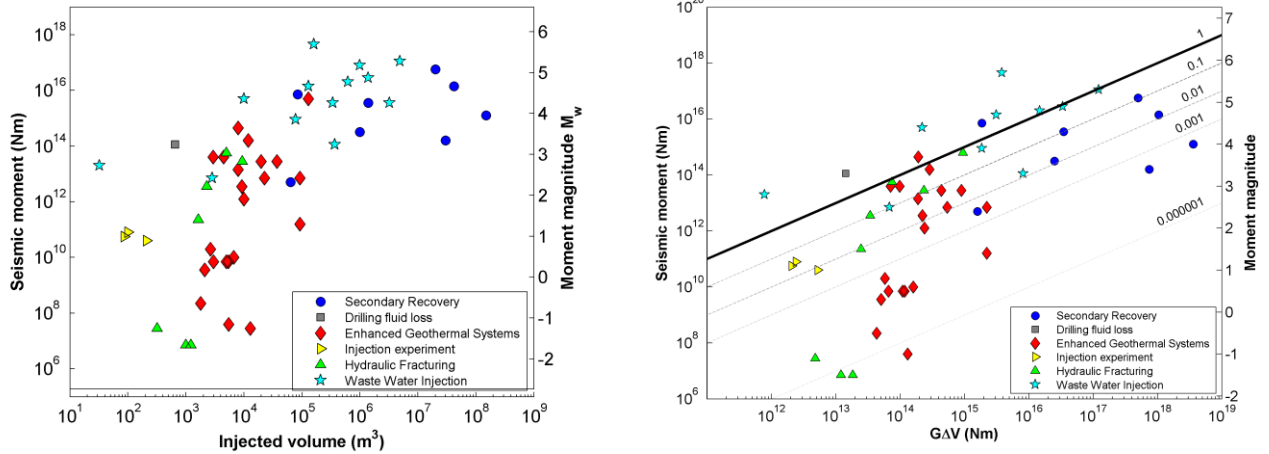 10^18
10^16
10^14
10^12
10^10
10^8
10^6
Seismic moment (Nm)
6
5
4
3
2
1
0
-1
-2
Moment magnitude M_w
Secondary Recovery
Drilling fluid loss
Enhanced Geothermal Systems
Injection experiment
Hydraulic Fracturing
Waste Water Injection
10^1 10^2 10^3 10^4 10^5 10^6 10^7 10^8 10^9
Injected volume (m^3)
10^20
10^18
10^16
10^14
10^12
10^10
10^8
10^6
Seismic moment (Nm)
1
0.1
0.01
0.001
0.000001
7
6
5
4
3
2
1
0
-1
-2
Moment magnitude
Secondary Recovery
Drilling fluid loss
Enhanced Geothermal Systems
Injection experiment
Hydraulic Fracturing
Waste Water Injection
10^12 10^13 10^14 10^15 10^16 10^17 10^18 10^19
GΔV (Nm)